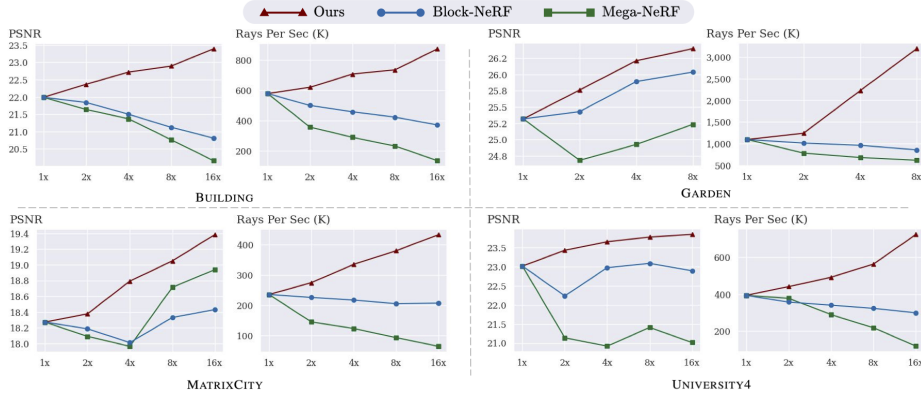 Ours Block-NeRF Mega-NeRF
PSNR
23.5
23.0
22.5
22.0
21.5
21.0
20.5
1x 2x 4x 8x 16x
Rays Per Sec (K)
800
600
400
200
1x 2x 4x 8x 16x
BUILDING
PSNR
26.2
26.0
25.8
25.5
25.2
25.0
24.8
1x 2x 4x 8x
Rays Per Sec (K)
3,000
2,500
2,000
1,500
1,000
500
1x 2x 4x 8x
GARDEN
PSNR
19.4
19.2
19.0
18.8
18.6
18.4
18.2
18.0
1x 2x 4x 8x 16x
Rays Per Sec (K)
400
300
200
100
1x 2x 4x 8x 16x
MATRIXCITY
PSNR
23.5
23.0
22.5
22.0
21.5
21.0
1x 2x 4x 8x 16x
Rays Per Sec (K)
600
400
200
1x 2x 4x 8x 16x
UNIVERSITY4